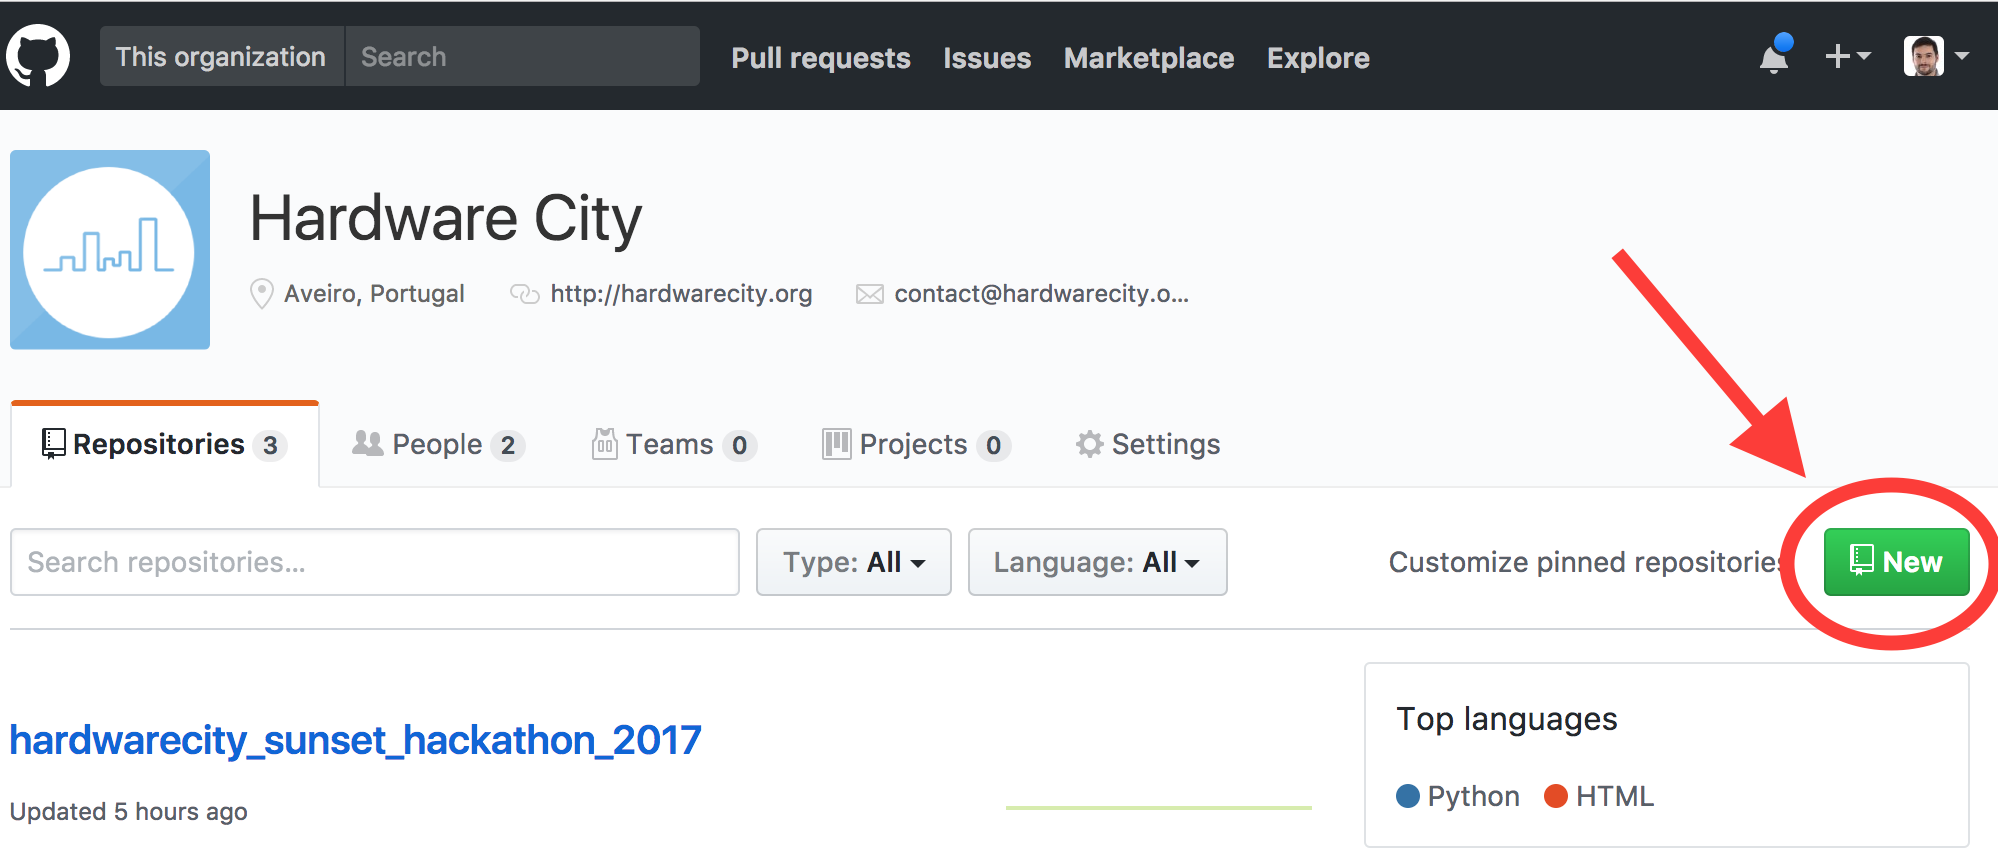 This organization Search Pull requests Issues Marketplace Explore
Hardware City
Aveiro, Portugal http://hardwarecity.org contact@hardwarecity.o...
Repositories 3 People 2 Teams 0 Projects 0 Settings
Search repositories... Type: All Language: All Customize pinned repositories New
hardwarecity_sunset_hackathon_2017
Updated 5 hours ago
Top languages
Python HTML